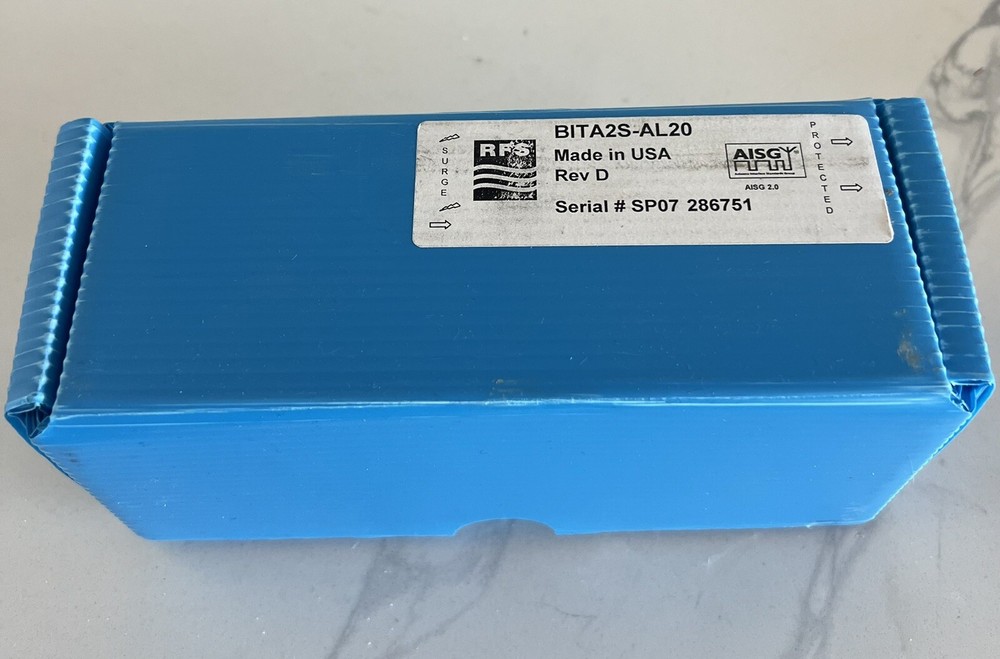 SURGE
RFS
BITA2S-AL20
Made in USA
Rev D
Serial # SP07 286751
AISG
AISG 2.0
PROTECTED